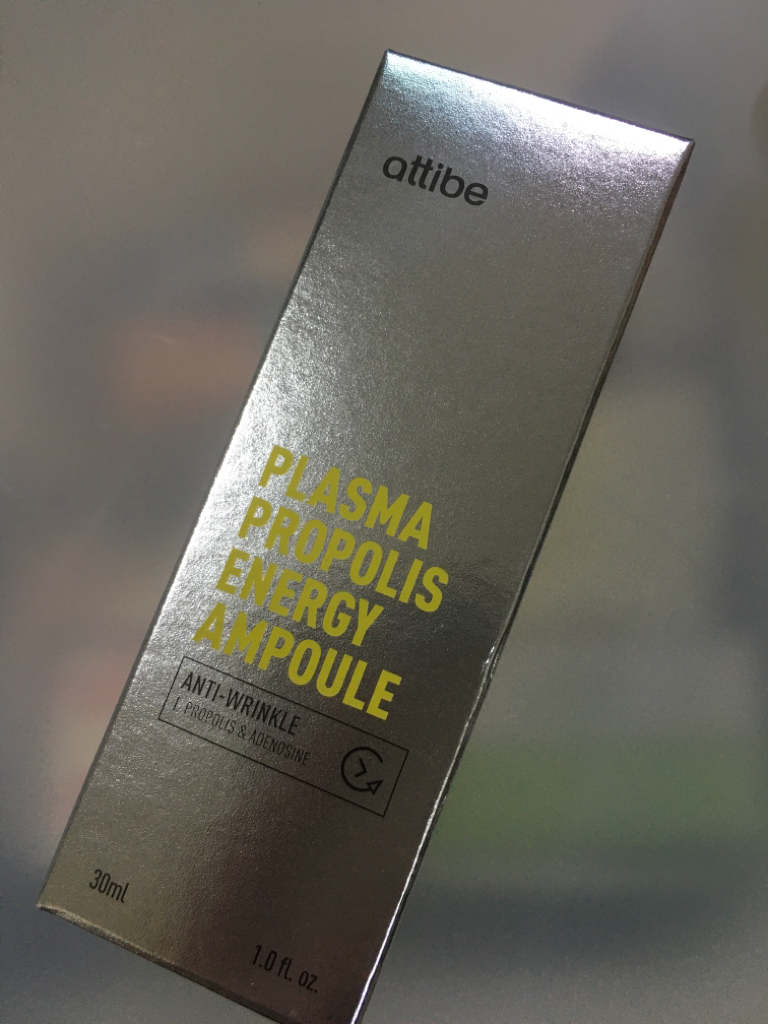 attibe
PLASMA
PROPOLIS
ENERGY
AMPOULE
ANTI-WRINKLE
L PROPOLIS & ADENOSINE
30ml
1.0 fl. oz.